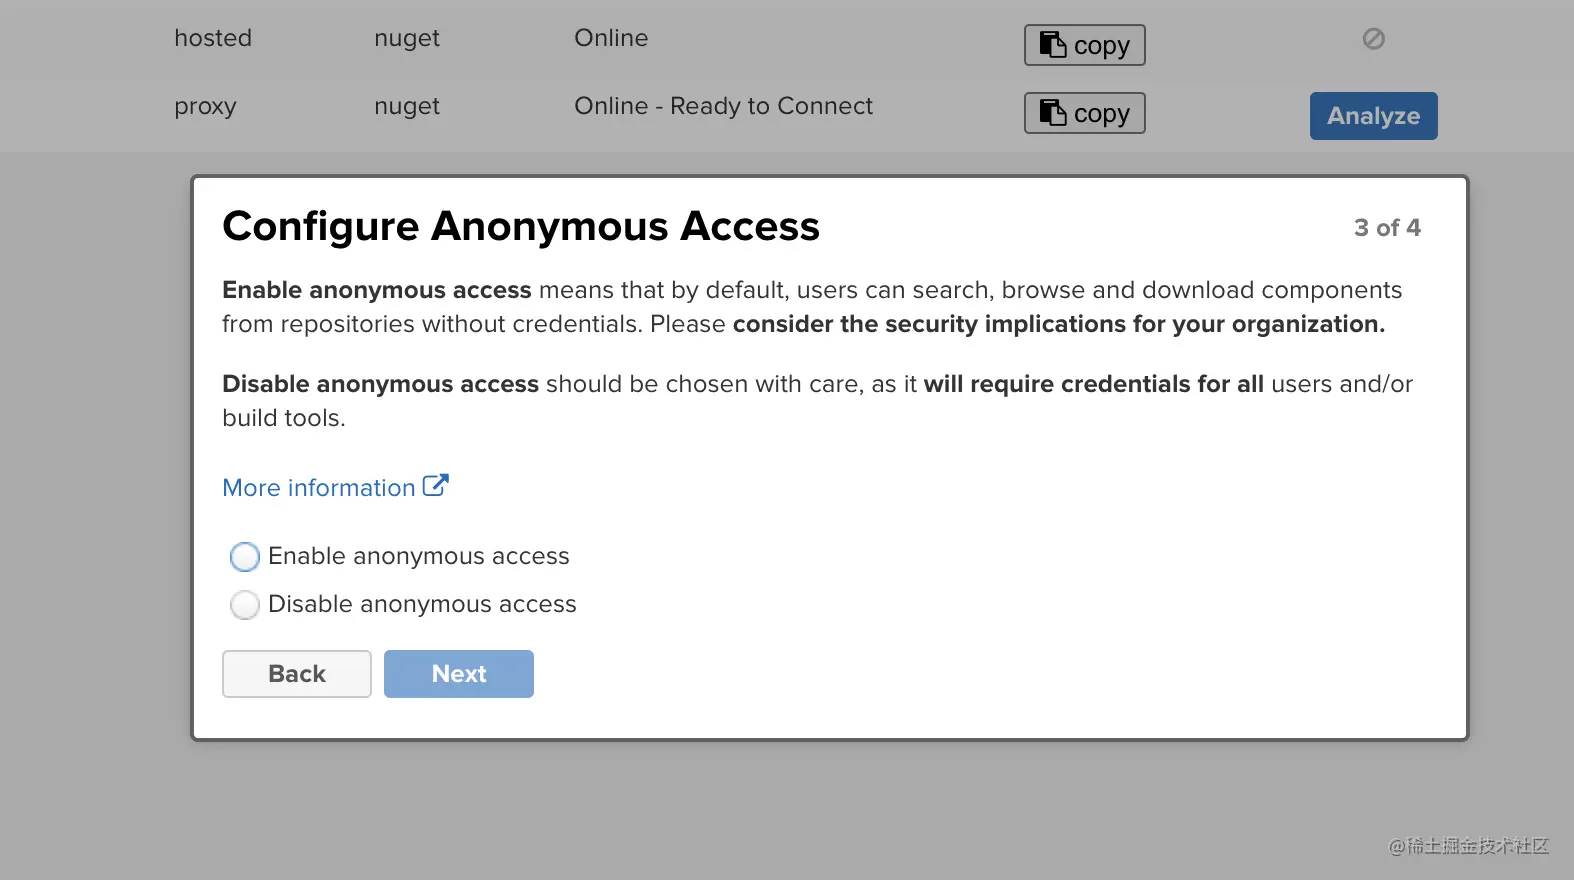 hosted nuget Online copy
proxy nuget Online - Ready to Connect copy Analyze
Configure Anonymous Access 3 of 4
Enable anonymous access means that by default, users can search, browse and download components
from repositories without credentials. Please consider the security implications for your organization.
Disable anonymous access should be chosen with care, as it will require credentials for all users and/or
build tools.
More information
Enable anonymous access
Disable anonymous access
Back Next
@稀土掘金技术社区